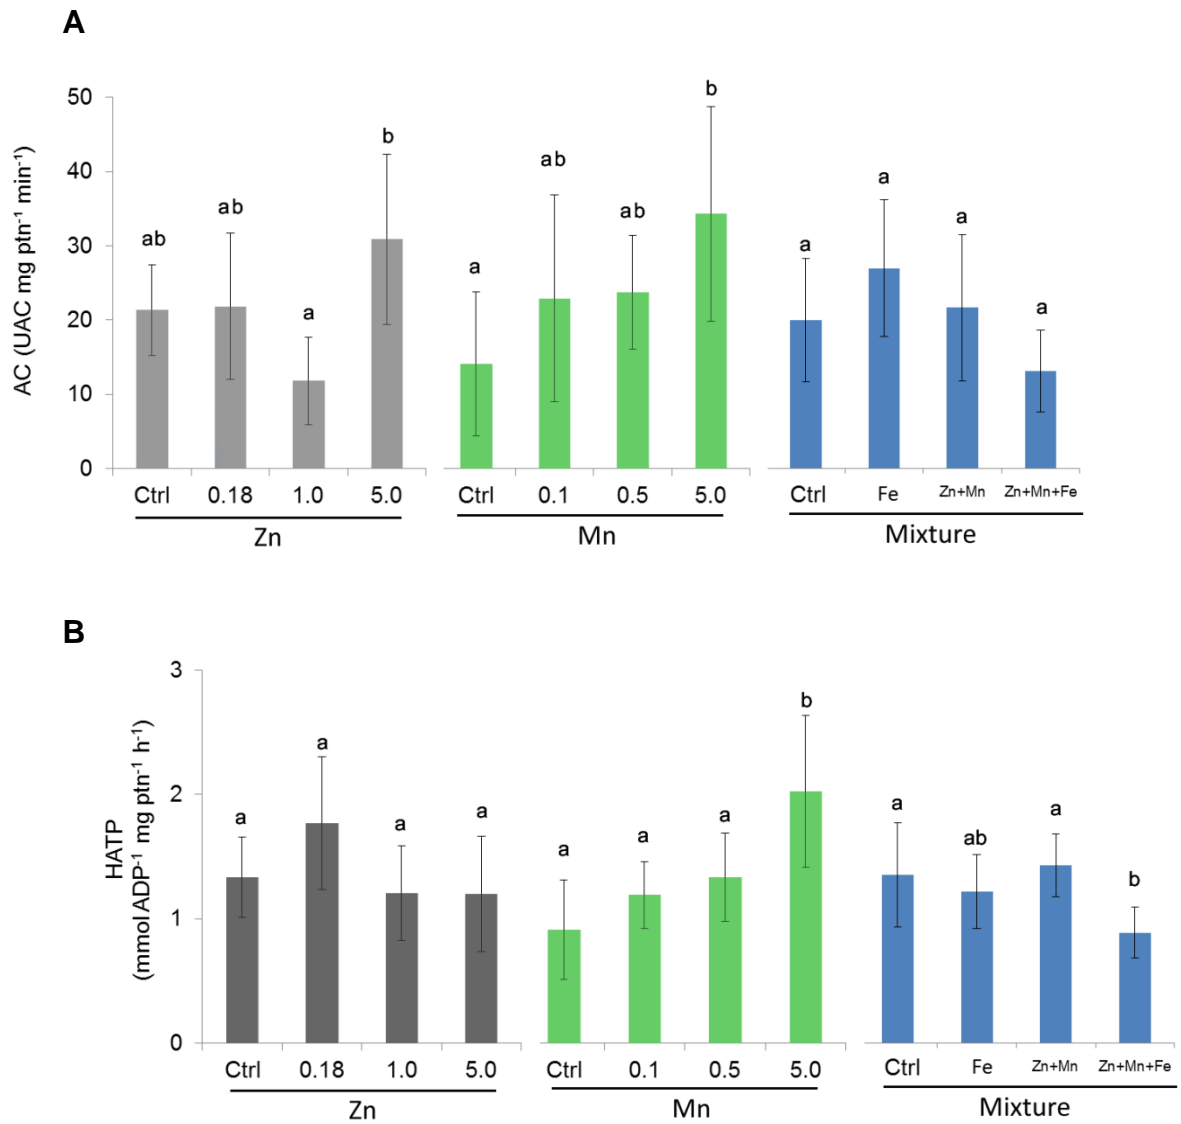 A
AC (UAC mg ptn⁻¹ min⁻¹)
50
40
30
20
10
0
ab
ab
a
b
a
ab
ab
b
a
a
a
a
Ctrl 0.18 1.0 5.0
Zn
Ctrl 0.1 0.5 5.0
Mn
Ctrl Fe Zn+Mn Zn+Mn+Fe
Mixture
B
HATP
(mmol ADP⁻¹ mg ptn⁻¹ h⁻¹)
3
2
1
0
a
a
a
a
a
a
a
b
a
ab
a
b
Ctrl 0.18 1.0 5.0
Zn
Ctrl 0.1 0.5 5.0
Mn
Ctrl Fe Zn+Mn Zn+Mn+Fe
Mixture